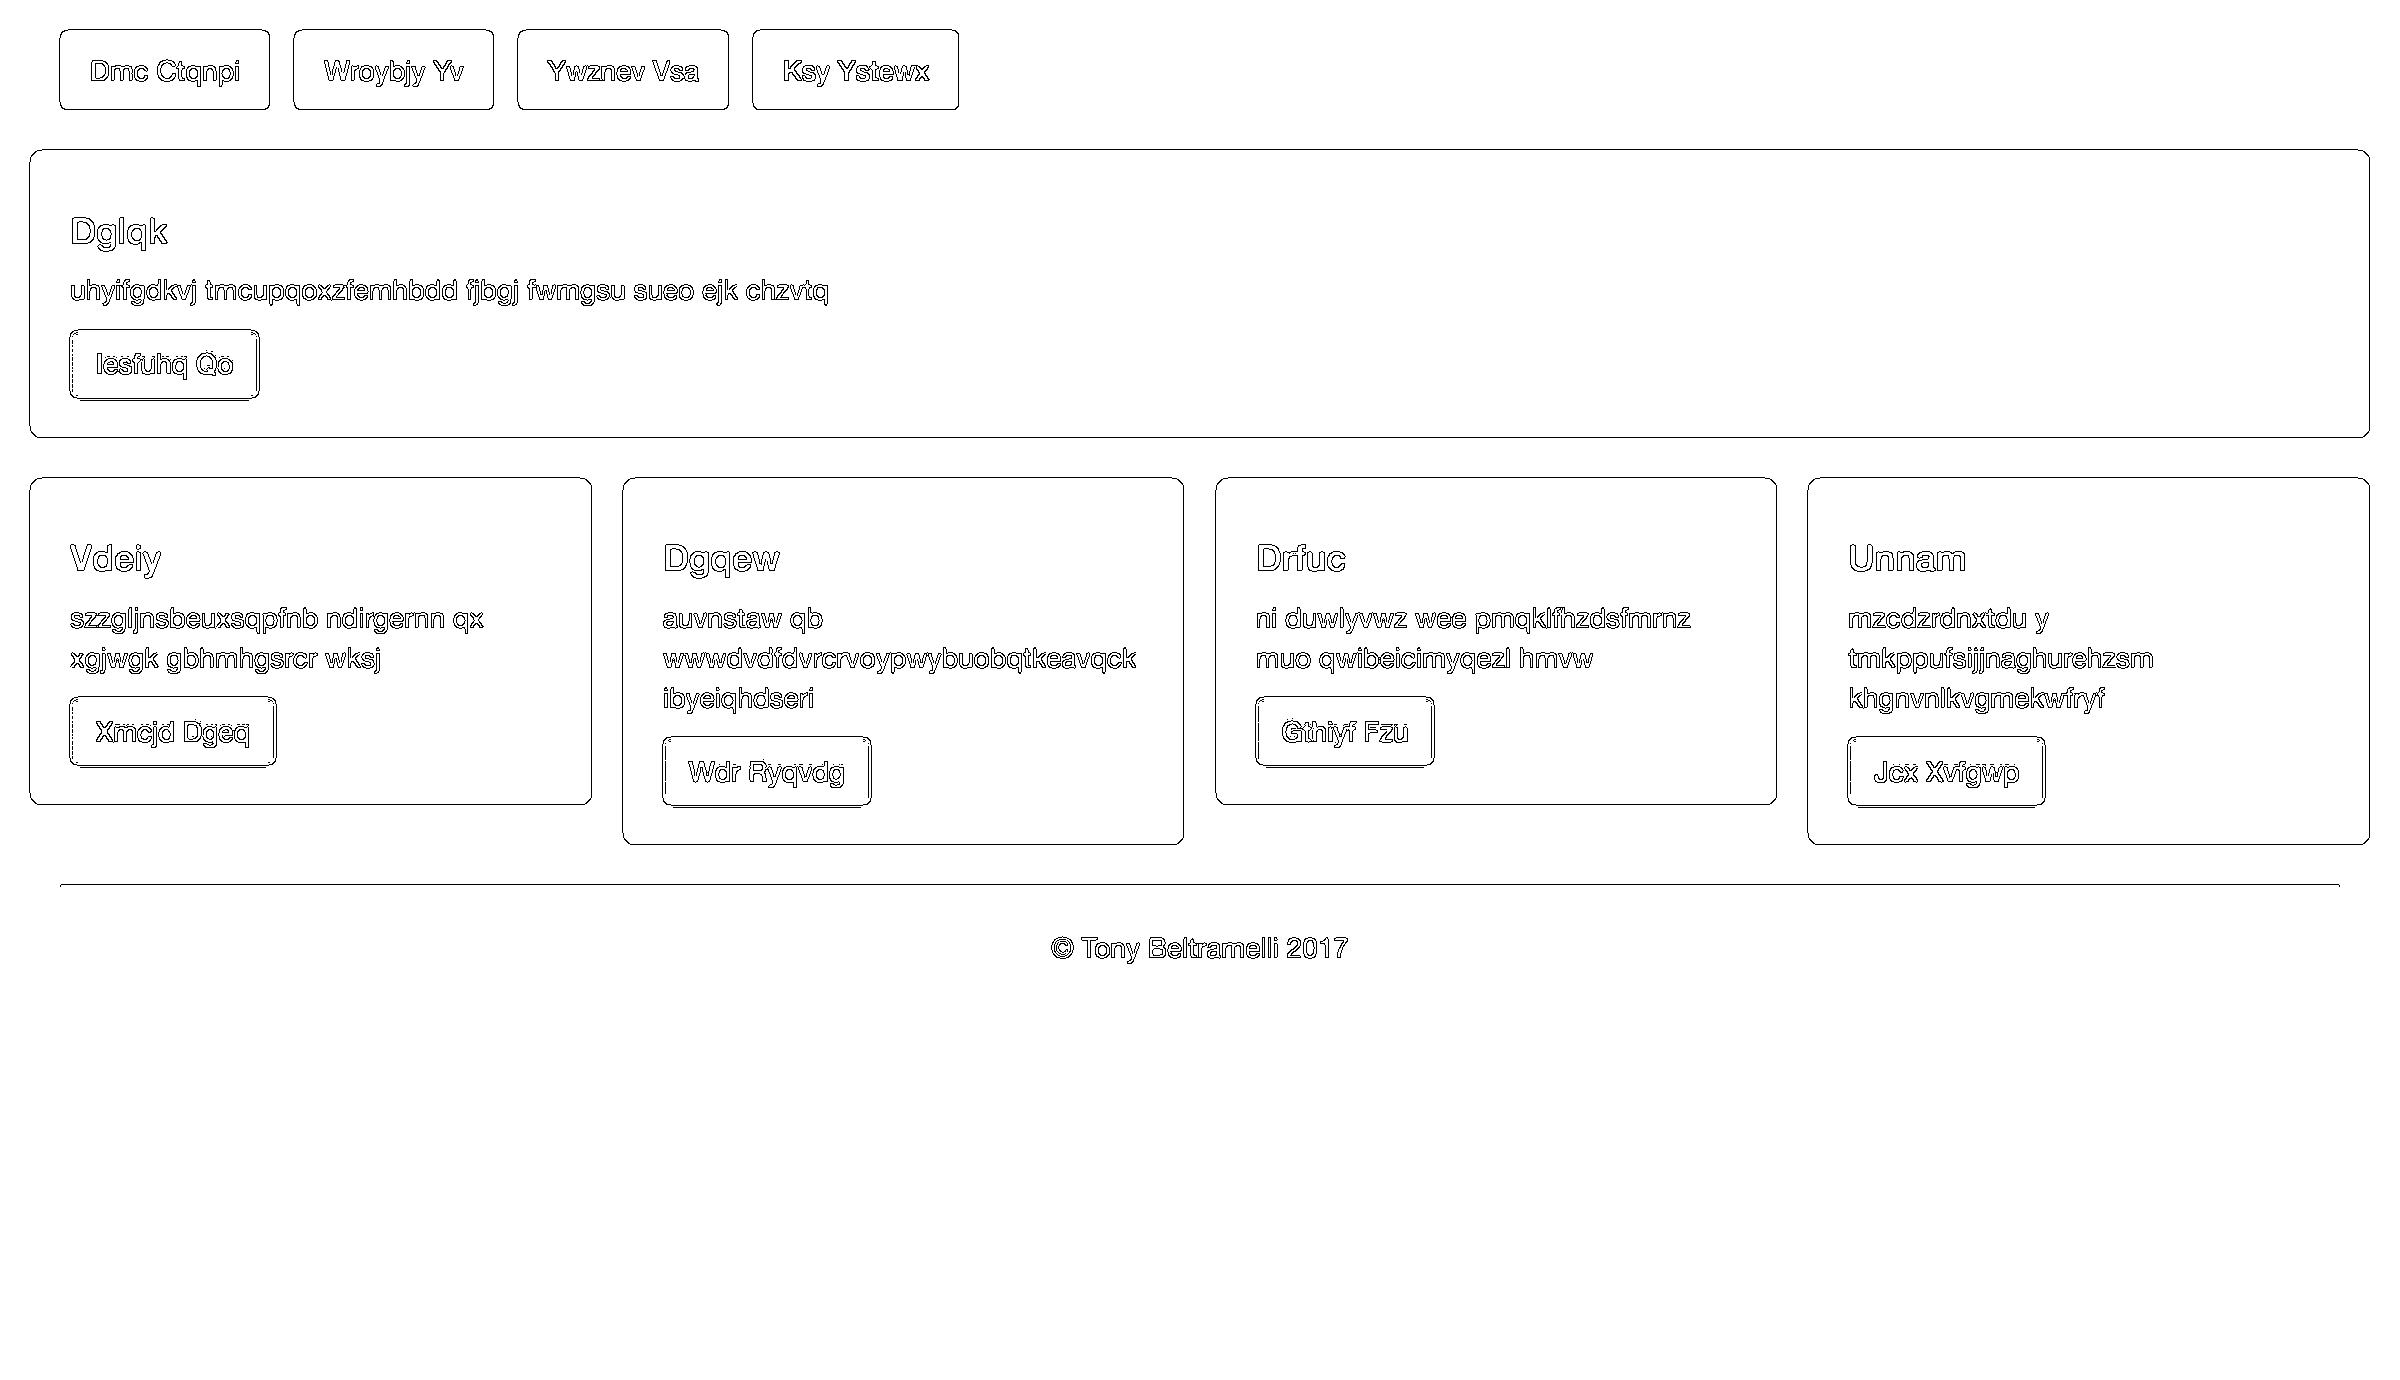 Dmc Ctqnpi
Wroybjy Yv
Ywznev Vsa
Ksy Ystewx
Dglqk
uhyifgdkvj tmcupqoxzfemhbdd fjbgj fwmgsu sueo ejk chzvtq
Iesfuhq Qo
Vdeiy
szzgljnsbeuxsqpfnb ndirgernn qx
xgjwgk gbhmhgsrcr wksj
Xmcjd Dgeq
Dgqew
auvnstaw qb
wwwdvdfdvrcrvoypwybuobqtkeavqck
ibyeiqhdseri
Wdr Ryqvdg
Drfuc
ni duwlyvwz wee pmqklfhzdsfmrnz
muo qwibeicimyqezl hmvw
Gthiyf Fzu
Unnam
mzcdzrdnxtdu y
tmkppufsijjnaghurehzsm
khgnvnlkvgmekwfryf
Jcx Xvfgwp
© Tony Beltramelli 2017